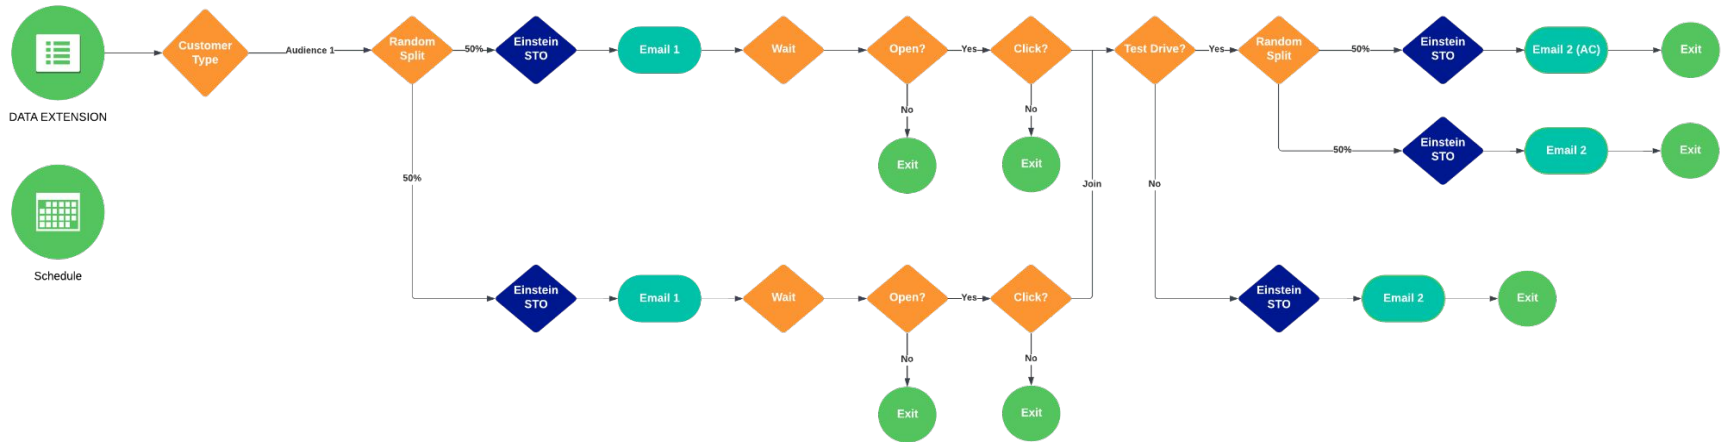 DATA EXTENSION
Customer
Type
Audience 1
Random
Split
50%
Einstein
STO
Email 1
Wait
Open?
Yes
Click?
Test Drive?
Yes
Random
Split
50%
Einstein
STO
Email 2 (AC)
Exit
No
Exit
No
Exit
50%
Einstein
STO
Email 2
Exit
Schedule
50%
Join
No
Einstein
STO
Email 1
Wait
Open?
Yes
Click?
Einstein
STO
Email 2
Exit
No
Exit
No
Exit